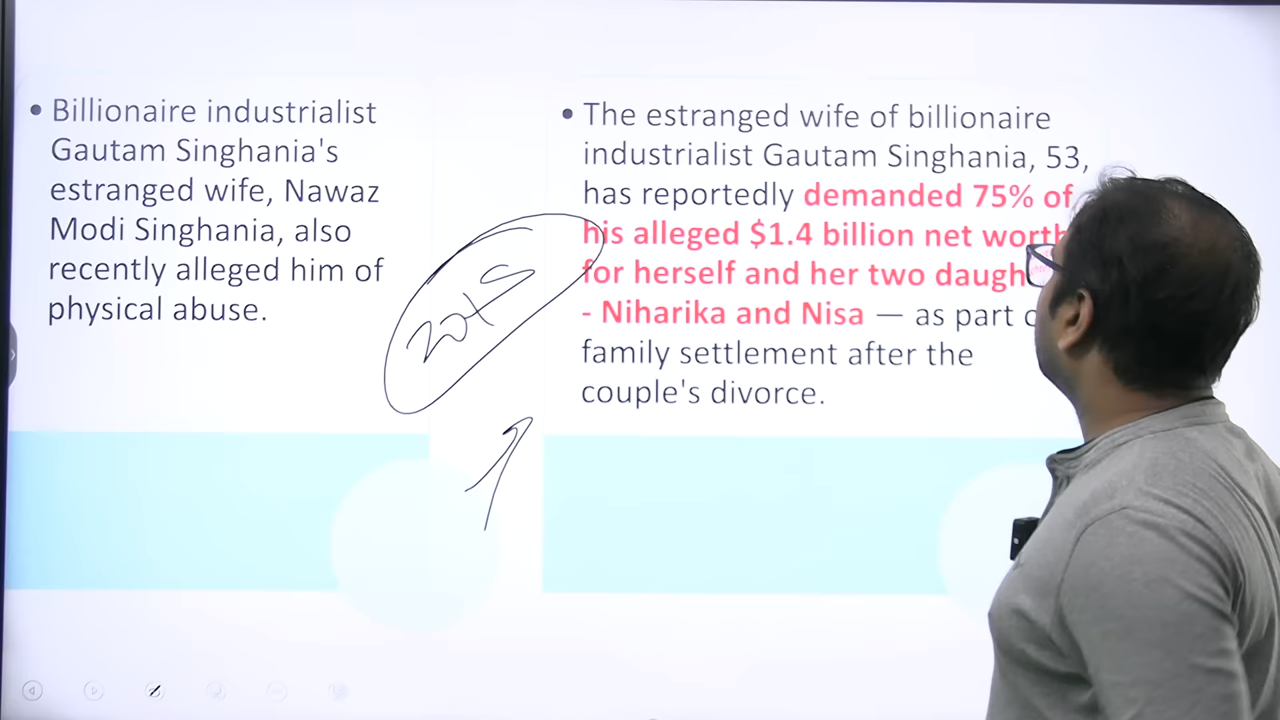 • Billionaire industrialist
Gautam Singhania's
estranged wife, Nawaz
Modi Singhania, also
recently alleged him of
physical abuse.
• The estranged wife of billionaire
industrialist Gautam Singhania, 53,
has reportedly demanded 75% of
his alleged $1.4 billion net worth
for herself and her two daugh
- Niharika and Nisa — as part o
family settlement after the
couple's divorce.